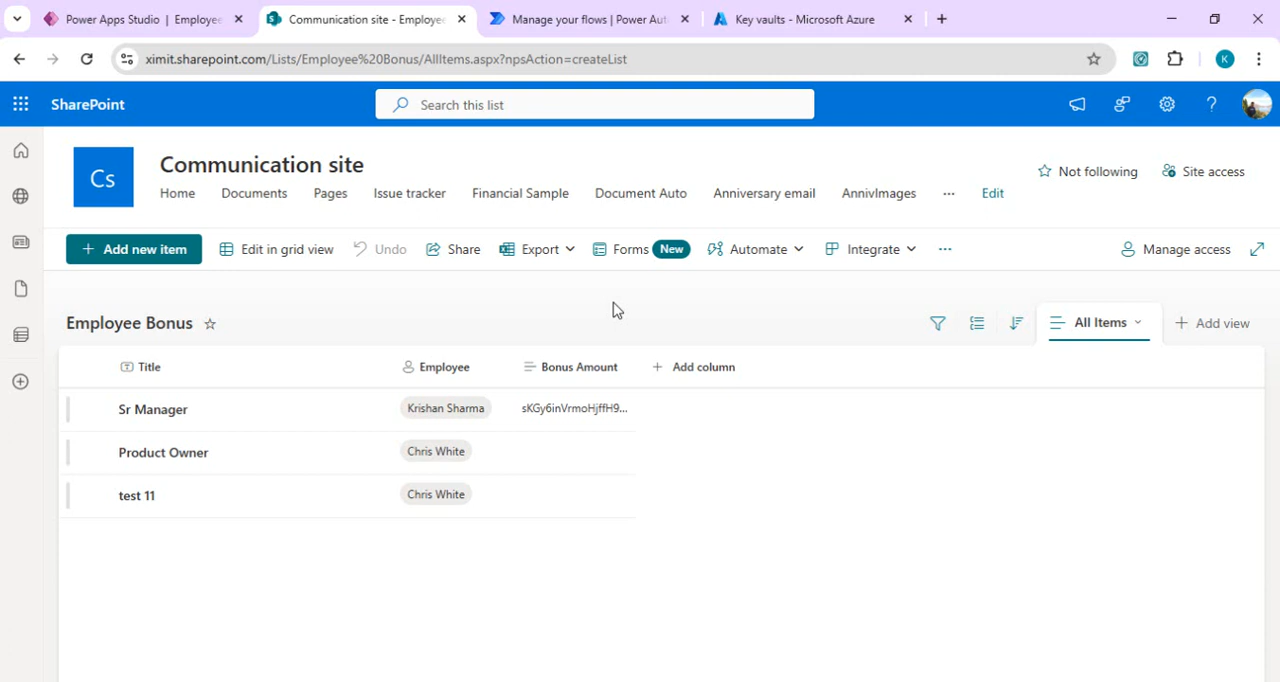 Power Apps Studio | Employee
Communication site - Employee
Manage your flows | Power Aut
Key vaults - Microsoft Azure
ximit.sharepoint.com/Lists/Employee%20Bonus/AllItems.aspx?npsAction=createList
K
SharePoint
Search this list
Cs
Communication site
Home
Documents
Pages
Issue tracker
Financial Sample
Document Auto
Anniversary email
AnnivImages
...
Edit
Not following
Site access
+ Add new item
Edit in grid view
Undo
Share
Export
Forms New
Automate
Integrate
...
Manage access
Employee Bonus
All Items
+ Add view
Title
Employee
Bonus Amount
+ Add column
Sr Manager
Krishan Sharma
sKGy6inVrmoHjffH9...
Product Owner
Chris White
test 11
Chris White